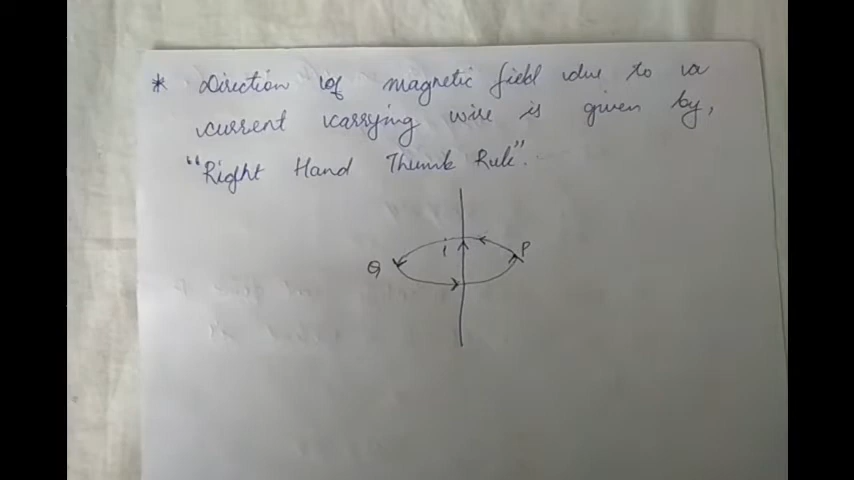 * Direction of magnetic field due to a
current carrying wire is given by,
"Right Hand Thumb Rule".
i
P
Q